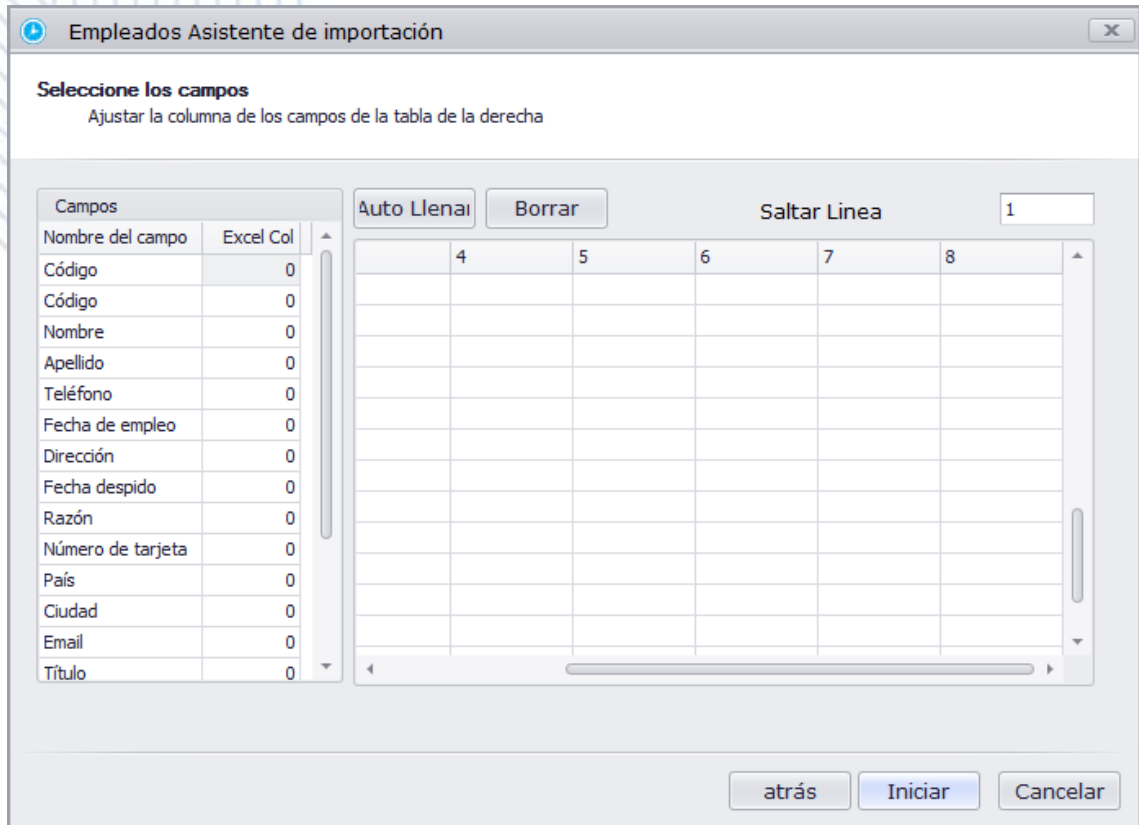 Empleados Asistente de importación
Seleccione los campos
Ajustar la columna de los campos de la tabla de la derecha
Campos
Nombre del campo Excel Col
Código 0
Código 0
Nombre 0
Apellido 0
Teléfono 0
Fecha de empleo 0
Dirección 0
Fecha despido 0
Razón 0
Número de tarjeta 0
País 0
Ciudad 0
Email 0
Título 0
Auto Llenar Borrar Saltar Linea 1
4 5 6 7 8
atrás Iniciar Cancelar